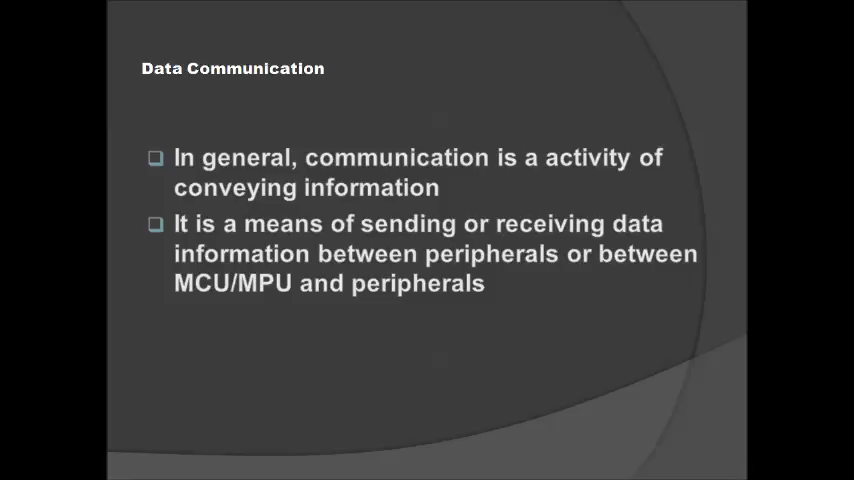 Data Communication
In general, communication is a activity of
conveying information
It is a means of sending or receiving data
information between peripherals or between
MCU/MPU and peripherals